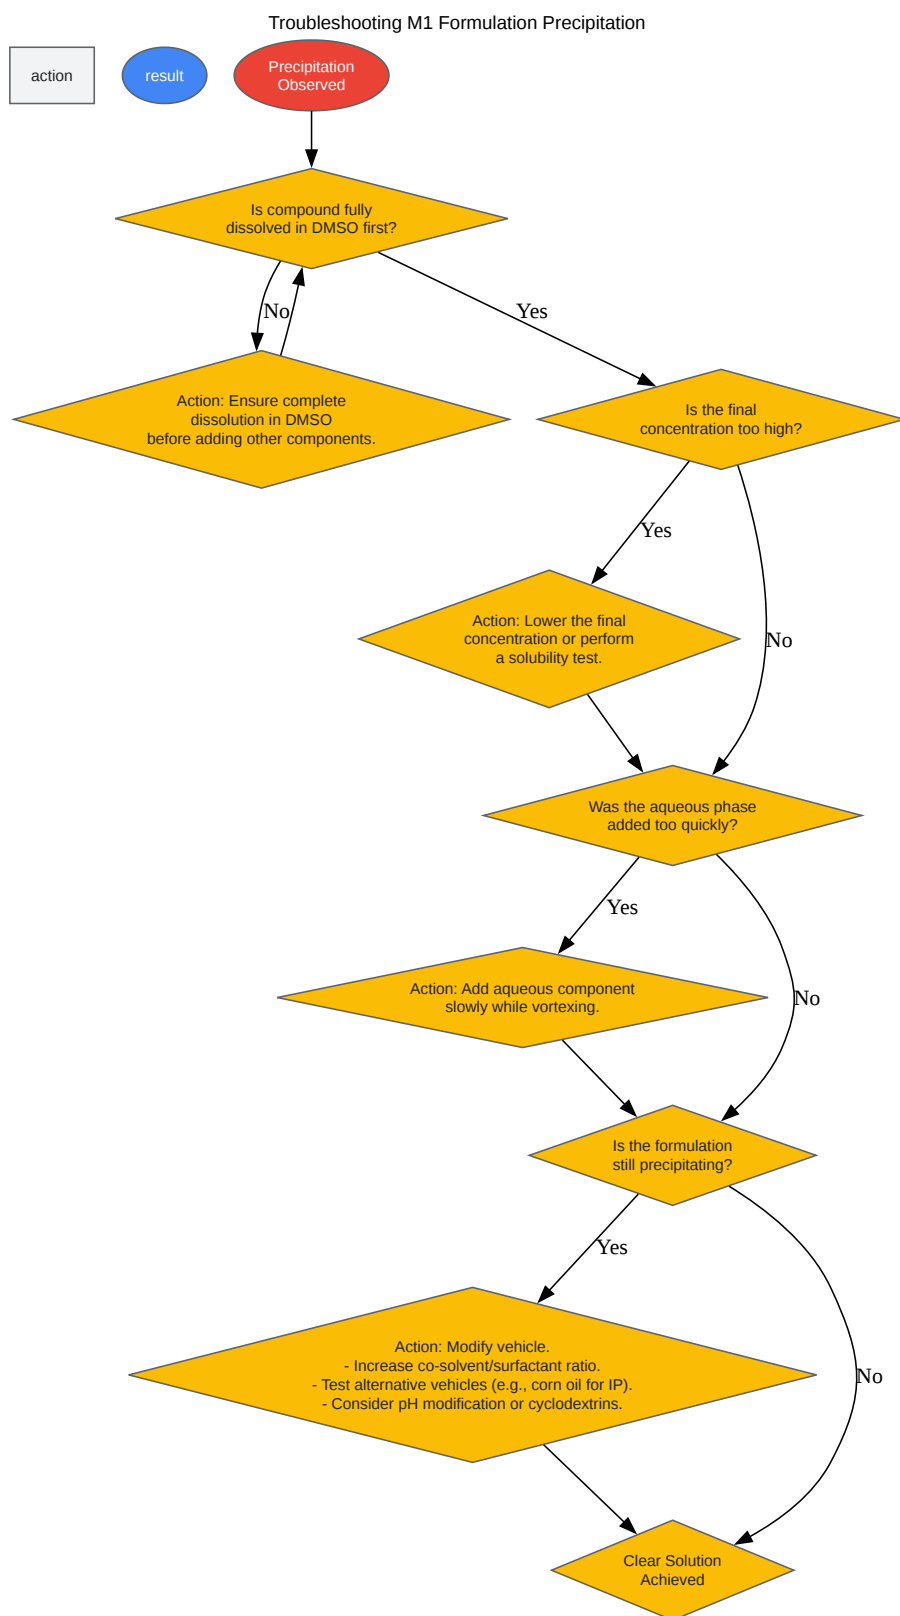 Troubleshooting M1 Formulation Precipitation
action
result
Precipitation
Observed
Is compound fully
dissolved in DMSO first?
No
Yes
Action: Ensure complete
dissolution in DMSO
before adding other components.
Is the final
concentration too high?
Yes
Action: Lower the final
concentration or perform
a solubility test.
No
Was the aqueous phase
added too quickly?
Yes
Action: Add aqueous component
slowly while vortexing.
No
Is the formulation
still precipitating?
Yes
Action: Modify vehicle.
- Increase co-solvent/surfactant ratio.
- Test alternative vehicles (e.g., corn oil for IP).
- Consider pH modification or cyclodextrins.
No
Clear Solution
Achieved